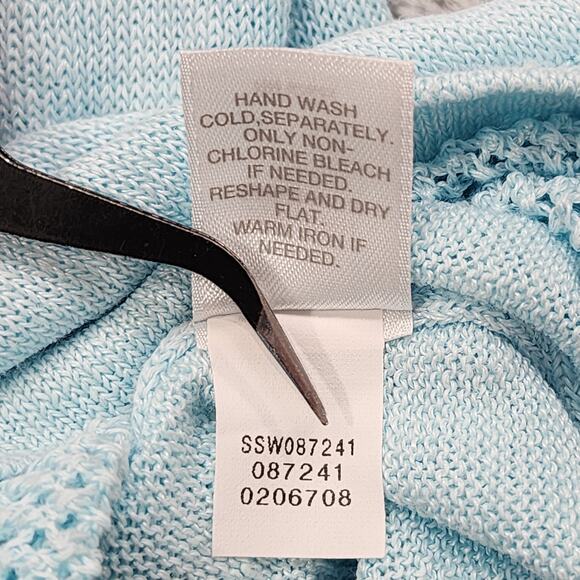 HAND WASH
COLD,SEPARATELY.
ONLY NON-
CHLORINE BLEACH
IF NEEDED.
RESHAPE AND DRY
FLAT.
WARM IRON IF
NEEDED.
SSW087241
087241
0206708